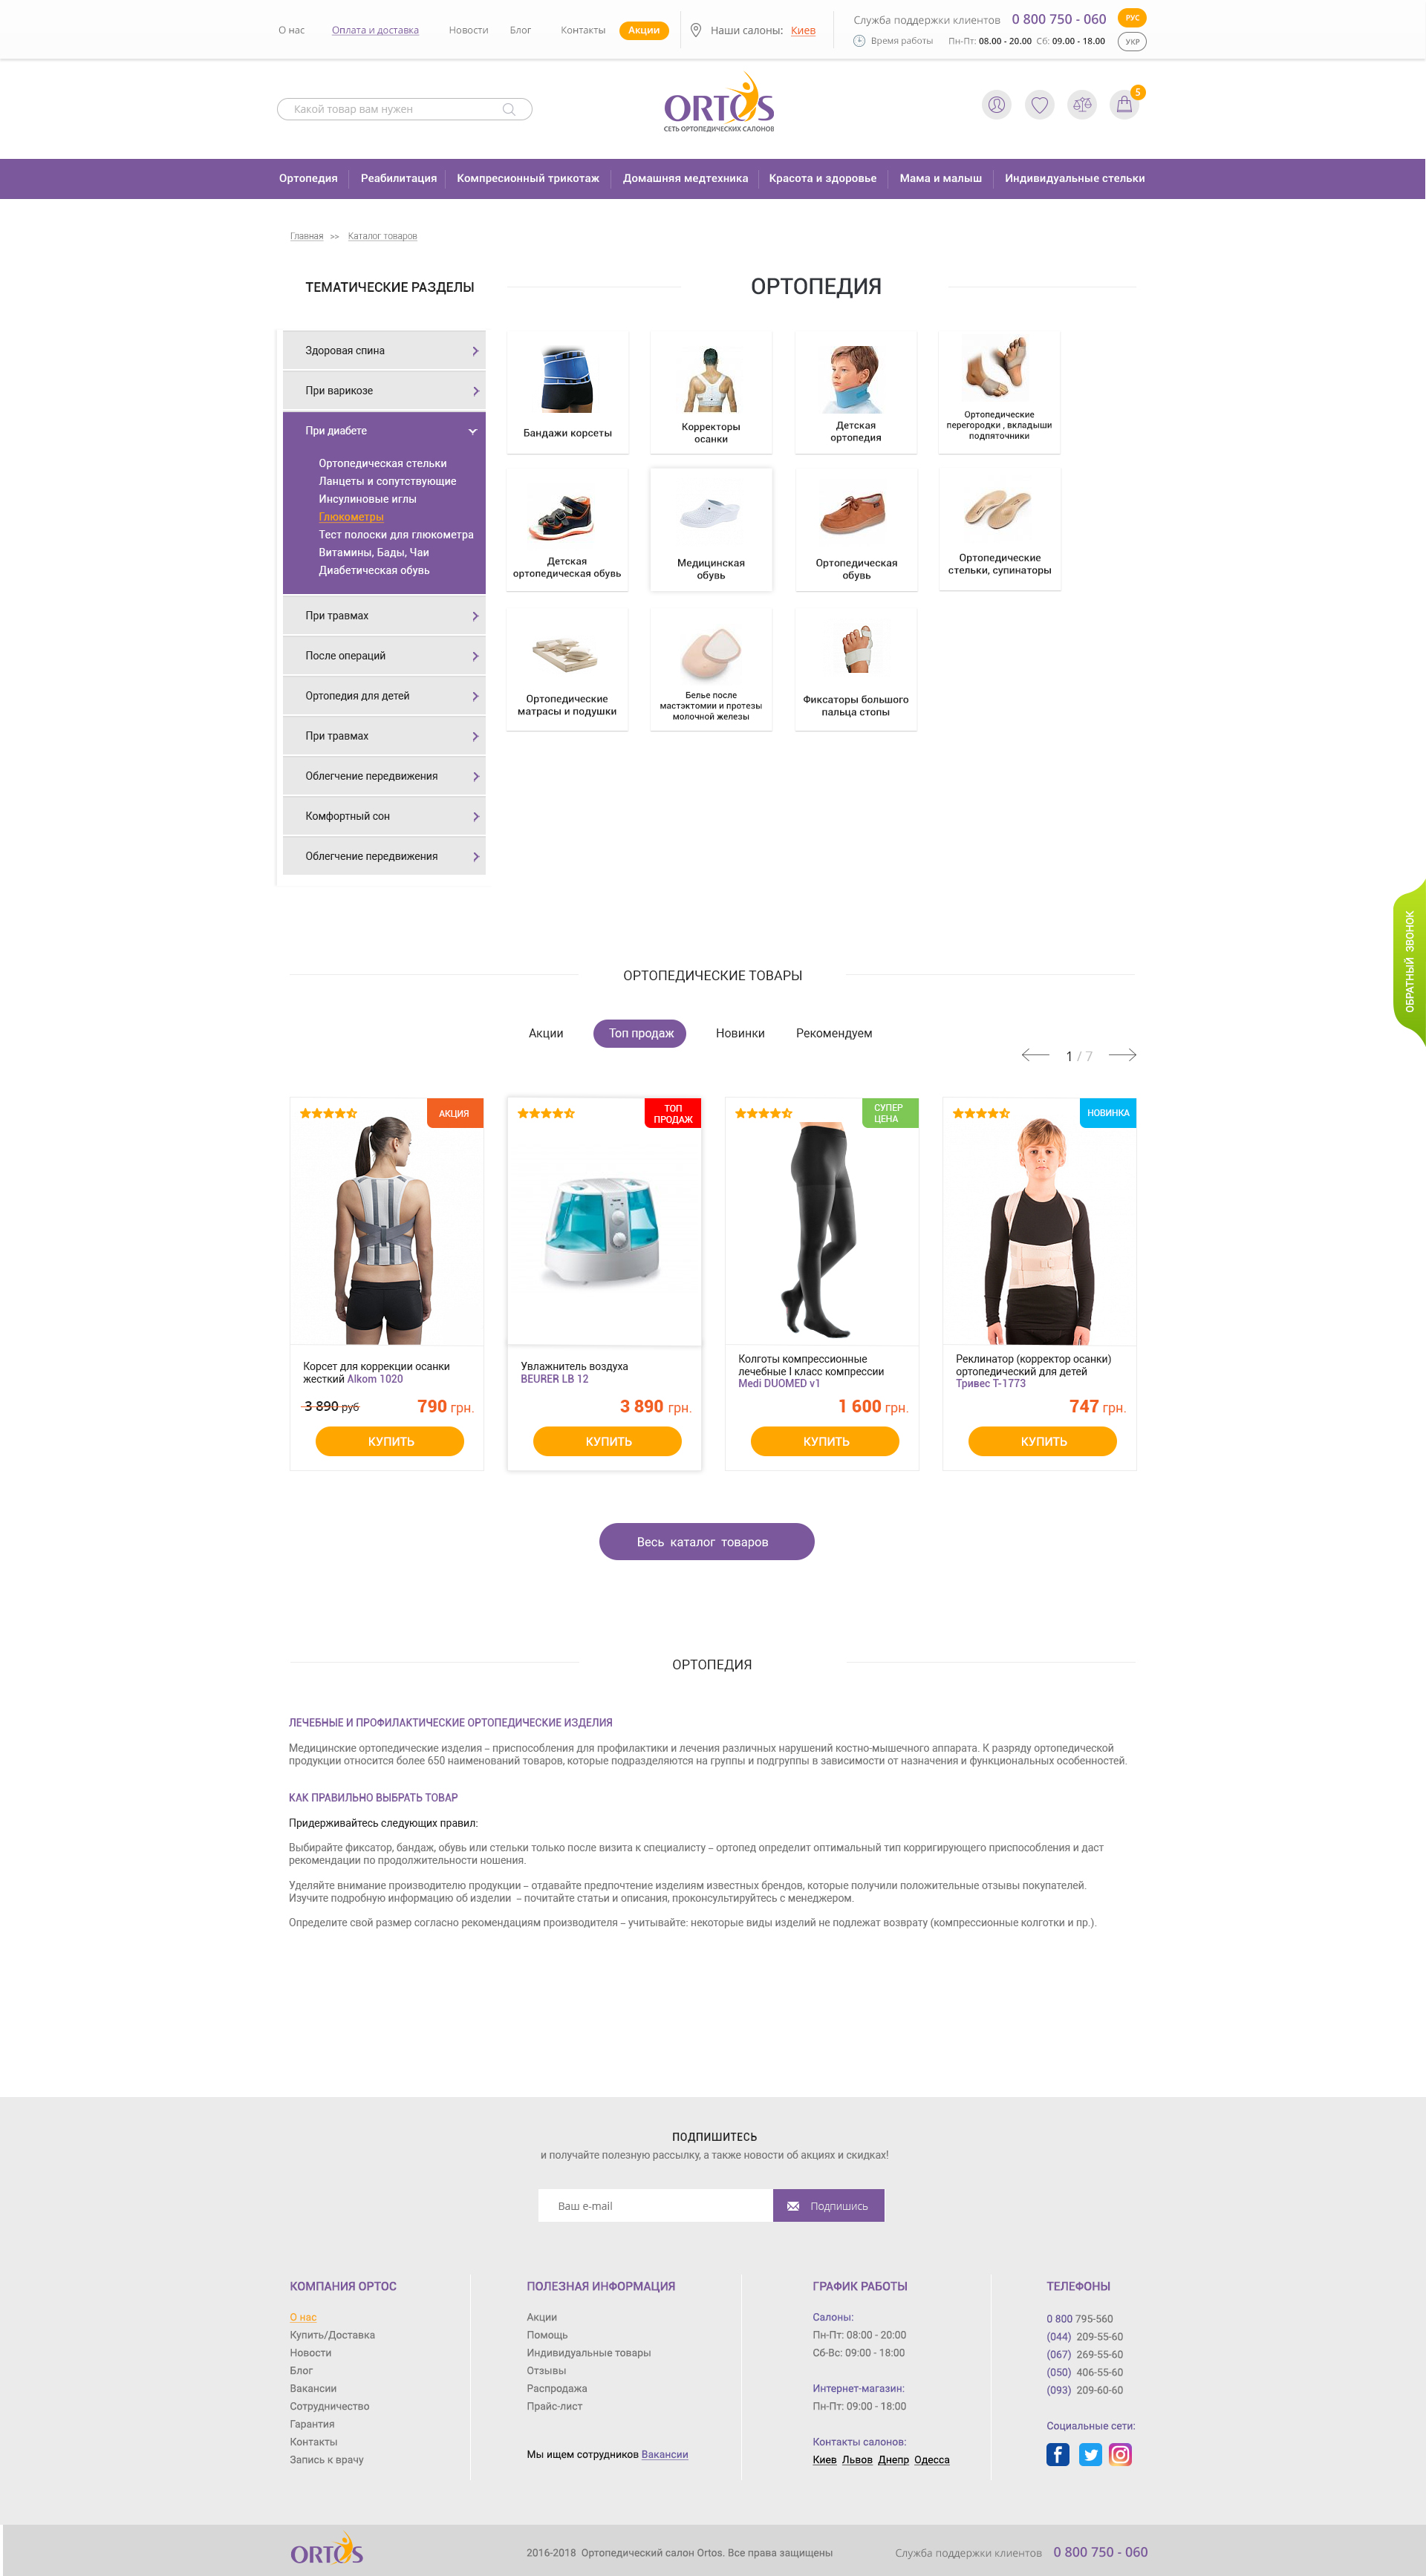 О нас Оплата и доставка Новости Блог Контакты Акции Наши салоны: Киев Служба поддержки клиентов 0 800 750 - 060 РУС
Время работы Пн-Пт: 08.00 - 20.00 Сб: 09.00 - 18.00 УКР
Какой товар вам нужен
ORTOS
СЕТЬ ОРТОПЕДИЧЕСКИХ САЛОНОВ
5
Ортопедия Реабилитация Компресионный трикотаж Домашняя медтехника Красота и здоровье Мама и малыш Индивидуальные стельки
Главная >> Каталог товаров
ТЕМАТИЧЕСКИЕ РАЗДЕЛЫ
Здоровая спина
При варикозе
При диабете
Ортопедическая стельки
Ланцеты и сопутствующие
Инсулиновые иглы
Глюкометры
Тест полоски для глюкометра
Витамины, Бады, Чаи
Диабетическая обувь
При травмах
После операций
Ортопедия для детей
При травмах
Облегчение передвижения
Комфортный сон
Облегчение передвижения
ОРТОПЕДИЯ
Бандажи корсеты
Корректоры
осанки
Детская
ортопедия
Ортопедические
перегородки , вкладыши
подпяточники
Детская
ортопедическая обувь
Медицинская
обувь
Ортопедическая
обувь
Ортопедические
стельки, супинаторы
Ортопедические
матрасы и подушки
Белье после
мастэктомии и протезы
молочной железы
Фиксаторы большого
пальца стопы
ОБРАТНЫЙ ЗВОНОК
ОРТОПЕДИЧЕСКИЕ ТОВАРЫ
Акции Топ продаж Новинки Рекомендуем
1 / 7
АКЦИЯ
Корсет для коррекции осанки
жесткий Alkom 1020
3 890 руб 790 грн.
КУПИТЬ
ТОП
ПРОДАЖ
Увлажнитель воздуха
BEURER LB 12
3 890 грн.
КУПИТЬ
СУПЕР
ЦЕНА
Колготы компрессионные
лечебные I класс компрессии
Medi DUOMED v1
1 600 грн.
КУПИТЬ
НОВИНКА
Реклинатор (корректор осанки)
ортопедический для детей
Тривес Т-1773
747 грн.
КУПИТЬ
Весь каталог товаров
ОРТОПЕДИЯ
ЛЕЧЕБНЫЕ И ПРОФИЛАКТИЧЕСКИЕ ОРТОПЕДИЧЕСКИЕ ИЗДЕЛИЯ
Медицинские ортопедические изделия – приспособления для профилактики и лечения различных нарушений костно-мышечного аппарата. К разряду ортопедической
продукции относится более 650 наименований товаров, которые подразделяются на группы и подгруппы в зависимости от назначения и функциональных особенностей.
КАК ПРАВИЛЬНО ВЫБРАТЬ ТОВАР
Придерживайтесь следующих правил:
Выбирайте фиксатор, бандаж, обувь или стельки только после визита к специалисту – ортопед определит оптимальный тип корригирующего приспособления и даст
рекомендации по продолжительности ношения.
Уделяйте внимание производителю продукции – отдавайте предпочтение изделиям известных брендов, которые получили положительные отзывы покупателей.
Изучите подробную информацию об изделии – почитайте статьи и описания, проконсультируйтесь с менеджером.
Определите свой размер согласно рекомендациям производителя – учитывайте: некоторые виды изделий не подлежат возврату (компрессионные колготки и пр.).
ПОДПИШИТЕСЬ
и получайте полезную рассылку, а также новости об акциях и скидках!
Ваш e-mail Подпишись
КОМПАНИЯ ОРТОС
О нас
Купить/Доставка
Новости
Блог
Вакансии
Сотрудничество
Гарантия
Контакты
Запись к врачу
ПОЛЕЗНАЯ ИНФОРМАЦИЯ
Акции
Помощь
Индивидуальные товары
Отзывы
Распродажа
Прайс-лист
Мы ищем сотрудников Вакансии
ГРАФИК РАБОТЫ
Салоны:
Пн-Пт: 08:00 - 20:00
Сб-Вс: 09:00 - 18:00
Интернет-магазин:
Пн-Пт: 09:00 - 18:00
Контакты салонов:
Киев Львов Днепр Одесса
ТЕЛЕФОНЫ
0 800 795-560
(044) 209-55-60
(067) 269-55-60
(050) 406-55-60
(093) 209-60-60
Социальные сети:
ORTOS
2016-2018 Ортопедический салон Ortos. Все права защищены
Служба поддержки клиентов 0 800 750 - 060